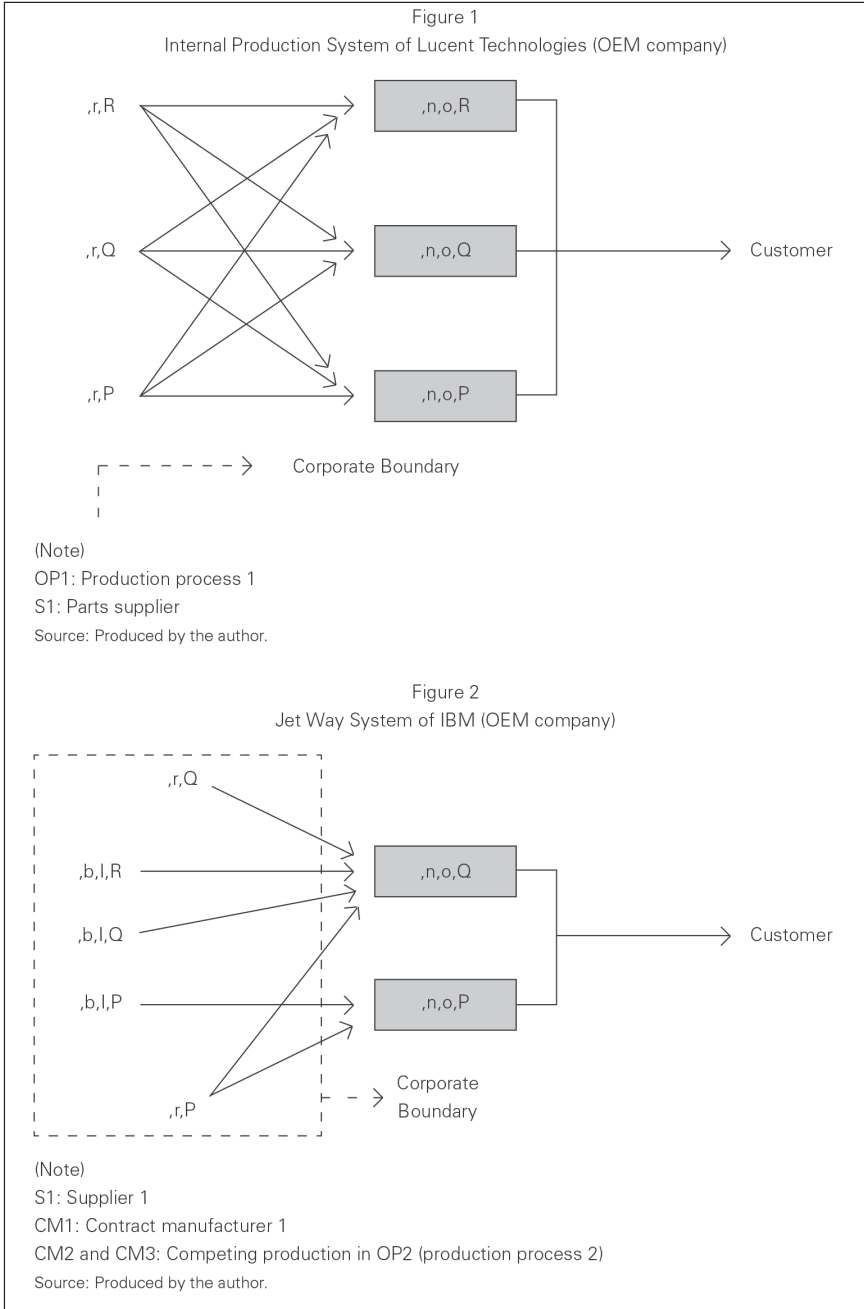 Figure 1
Internal Production System of Lucent Technologies (OEM company)
,r,R
,n,o,R
,r,Q
,n,o,Q
Customer
,r,P
,n,o,P
Corporate Boundary
(Note)
OP1: Production process 1
S1: Parts supplier
Source: Produced by the author.
Figure 2
Jet Way System of IBM (OEM company)
,r,Q
,b,l,R
,n,o,Q
,b,l,Q
Customer
,b,l,P
,n,o,P
,r,P
Corporate
Boundary
(Note)
S1: Supplier 1
CM1: Contract manufacturer 1
CM2 and CM3: Competing production in OP2 (production process 2)
Source: Produced by the author.